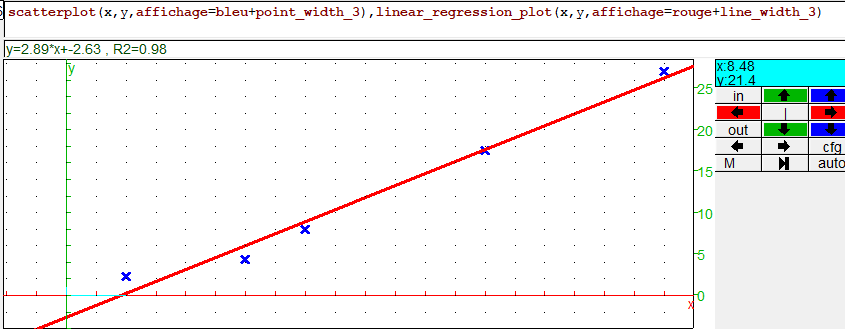 scatterplot(x,y,affichage=bleu+point_width_3),linear_regression_plot(x,y,affichage=rouge+line_width_3)
y=2.89*x+-2.63 , R2=0.98
y
x:8.48
y:21.4
in
out
cfg
M
auto
25
20
15
10
5
0
x